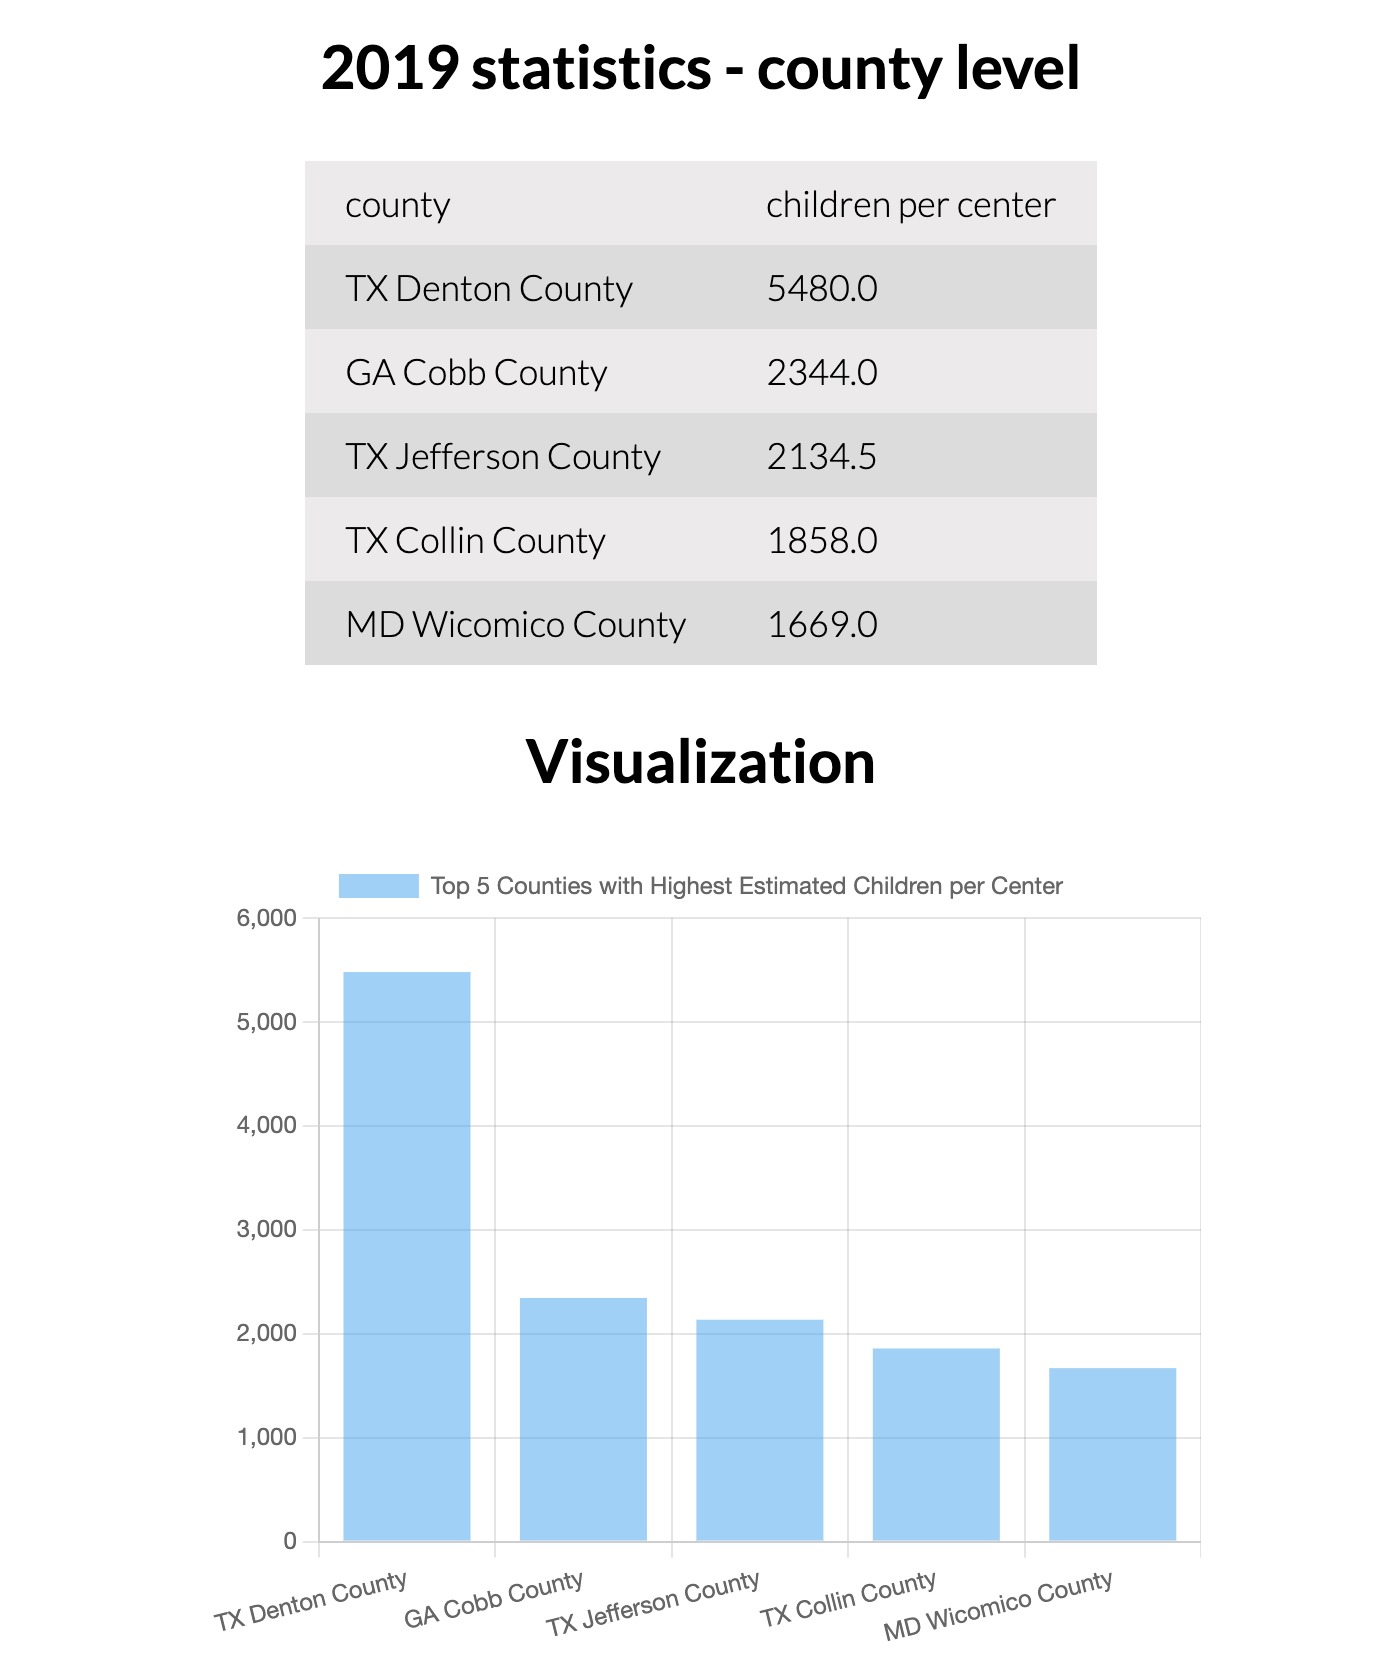 2019 statistics - county level
county children per center
TX Denton County 5480.0
GA Cobb County 2344.0
TX Jefferson County 2134.5
TX Collin County 1858.0
MD Wicomico County 1669.0
Visualization
Top 5 Counties with Highest Estimated Children per Center
6,000
5,000
4,000
3,000
2,000
1,000
0
TX Denton County
GA Cobb County
TX Jefferson County
TX Collin County
MD Wicomico County